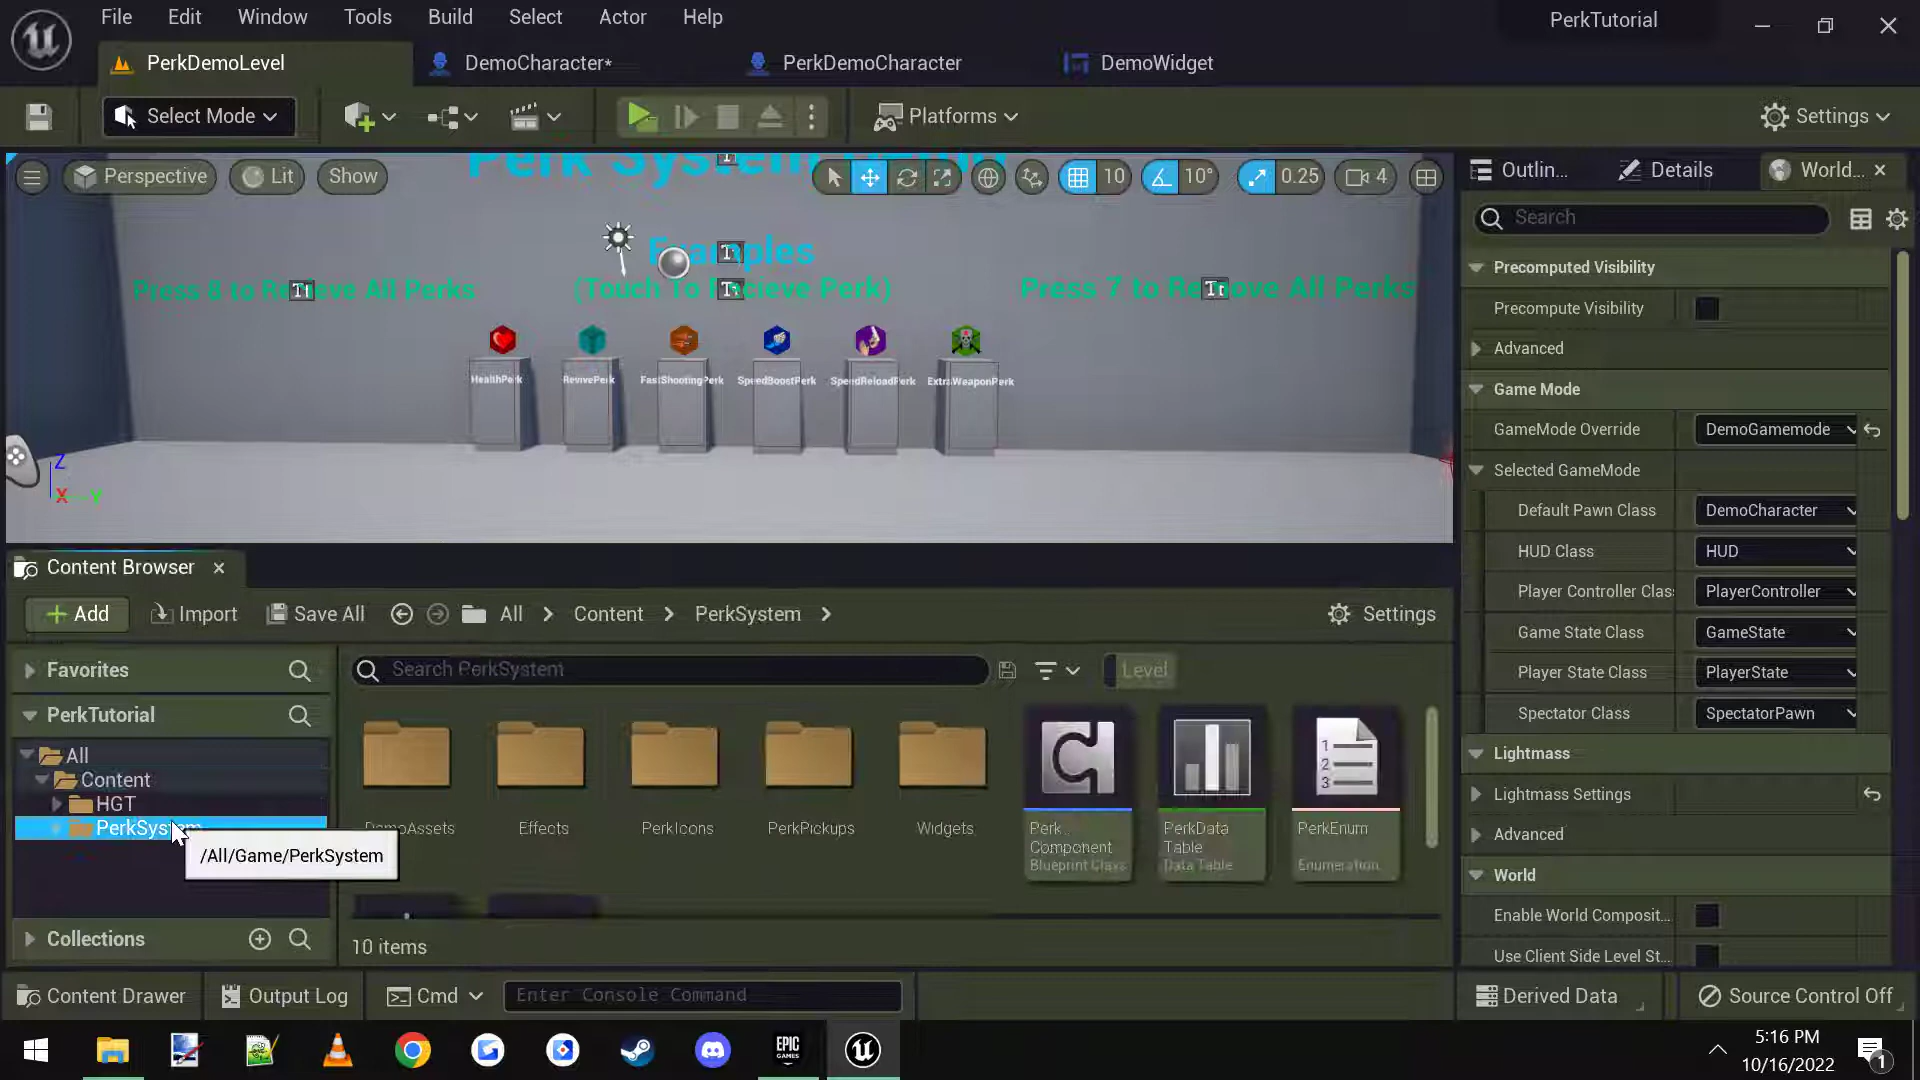 File Edit Window Tools Build Select Actor Help
PerkTutorial
PerkDemoLevel
DemoCharacter*
PerkDemoCharacter
DemoWidget
Select Mode
Platforms
Settings
Perspective
Lit
Show
10
10°
0.25
4
Perk System Demo
Examples
Press 8 to Recieve All Perks
(Touch To Recieve Perk)
Press 7 to Remove All Perks
HealthPerk
RevivePerk
FastShootingPerk
SpeedBoostPerk
SpeedReloadPerk
ExtraWeaponPerk
Z
X
Y
Outlin...
Details
World...
Search
Precomputed Visibility
Precompute Visibility
Advanced
Game Mode
GameMode Override
DemoGamemode
Selected GameMode
Default Pawn Class
DemoCharacter
HUD Class
HUD
Player Controller Clas
PlayerController
Game State Class
GameState
Player State Class
PlayerState
Spectator Class
SpectatorPawn
Lightmass
Lightmass Settings
Advanced
World
Enable World Composit...
Use Client Side Level St...
Content Browser
Add
Import
Save All
All > Content > PerkSystem >
Settings
Favorites
PerkTutorial
All
Content
HGT
PerkSystem
/All/Game/PerkSystem
Collections
Search PerkSystem
Level
DemoAssets
Effects
PerkIcons
PerkPickups
Widgets
Perk
Component
Blueprint Class
PerkData
Table
Data Table
PerkEnum
Enumeration
10 items
Content Drawer
Output Log
Cmd
Enter Console Command
Derived Data
Source Control Off
EPIC
GAMES
5:16 PM
10/16/2022
1